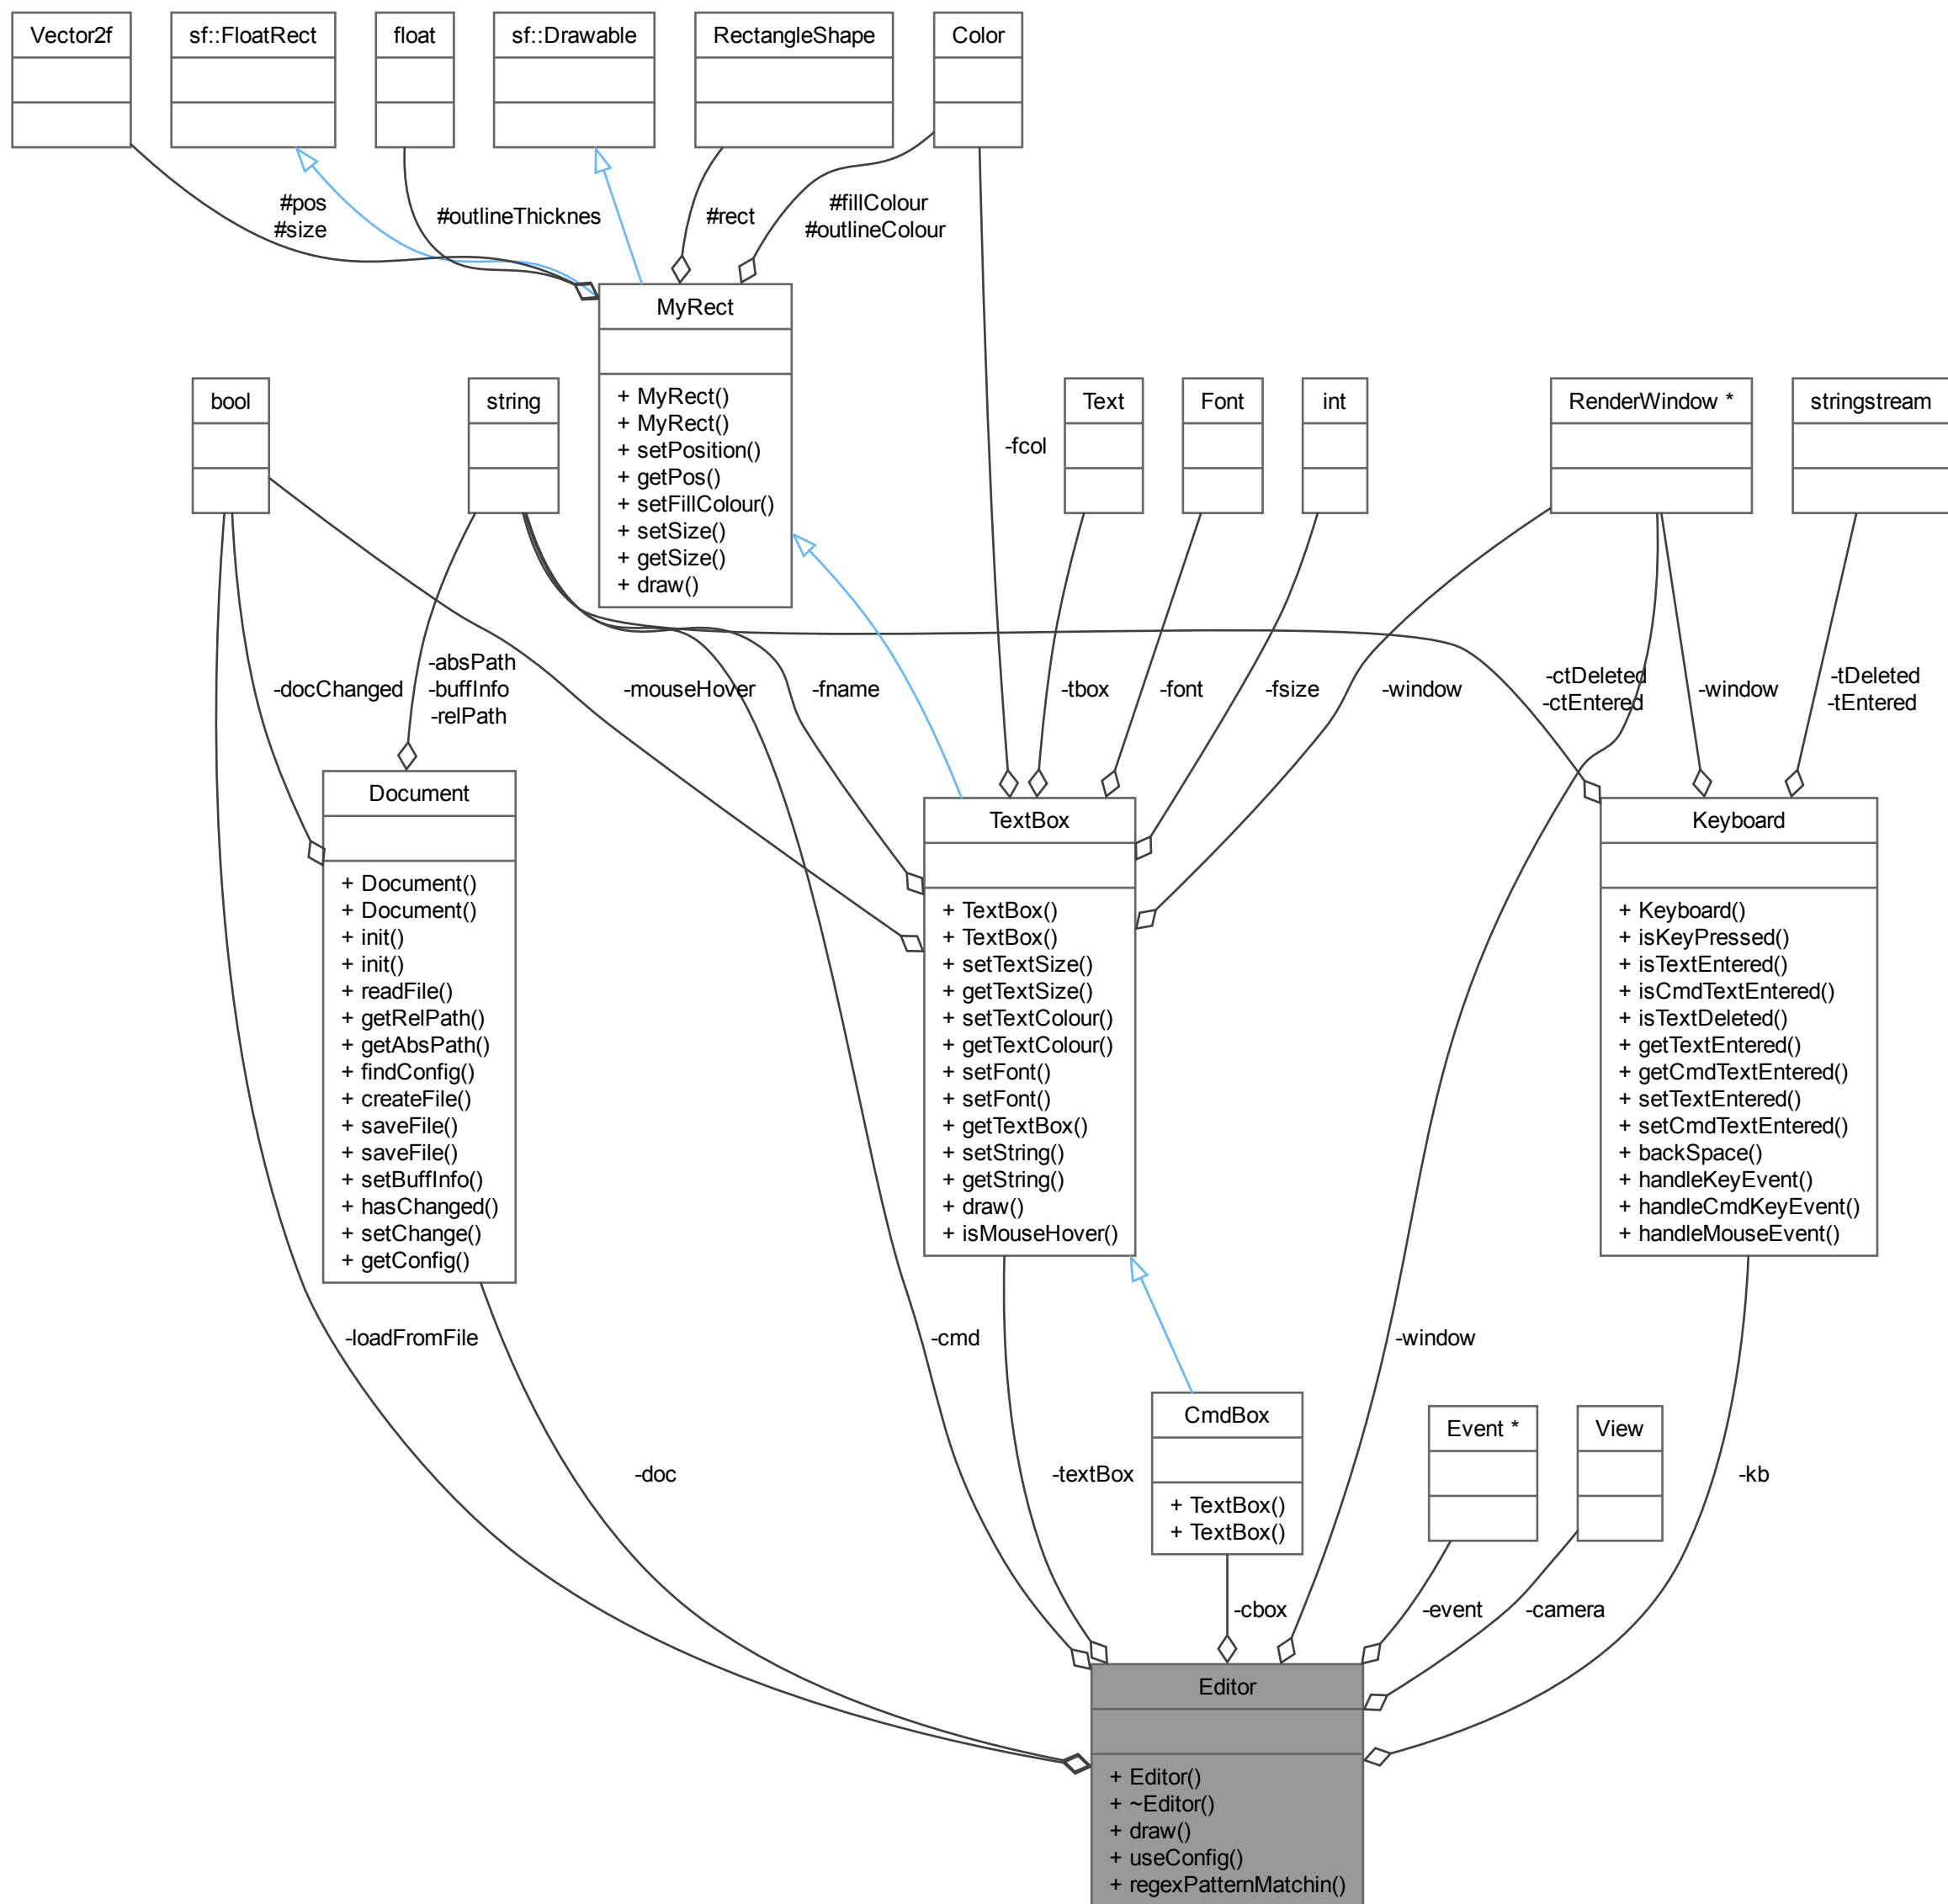 Vector2f
sf::FloatRect
float
sf::Drawable
RectangleShape
Color
#pos
#size
#outlineThicknes
#rect
#fillColour
#outlineColour
MyRect
+ MyRect()
+ MyRect()
+ setPosition()
+ getPos()
+ setFillColour()
+ setSize()
+ getSize()
+ draw()
bool
string
-fcol
Text
Font
int
RenderWindow *
stringstream
-docChanged
-absPath
-buffInfo
-relPath
-mouseHover
-fname
-tbox
-font
-fsize
-window
-ctDeleted
-ctEntered
-window
-tDeleted
-tEntered
Document
+ Document()
+ Document()
+ init()
+ init()
+ readFile()
+ getRelPath()
+ getAbsPath()
+ findConfig()
+ createFile()
+ saveFile()
+ saveFile()
+ setBuffInfo()
+ hasChanged()
+ setChange()
+ getConfig()
TextBox
+ TextBox()
+ TextBox()
+ setTextSize()
+ getTextSize()
+ setTextColour()
+ getTextColour()
+ setFont()
+ setFont()
+ getTextBox()
+ setString()
+ getString()
+ draw()
+ isMouseHover()
Keyboard
+ Keyboard()
+ isKeyPressed()
+ isTextEntered()
+ isCmdTextEntered()
+ isTextDeleted()
+ getTextEntered()
+ getCmdTextEntered()
+ setTextEntered()
+ setCmdTextEntered()
+ backSpace()
+ handleKeyEvent()
+ handleCmdKeyEvent()
+ handleMouseEvent()
-loadFromFile
-cmd
-window
-doc
-textBox
CmdBox
+ TextBox()
+ TextBox()
Event *
View
-kb
-cbox
-event
-camera
Editor
+ Editor()
+ ~Editor()
+ draw()
+ useConfig()
+ regexPatternMatchin()